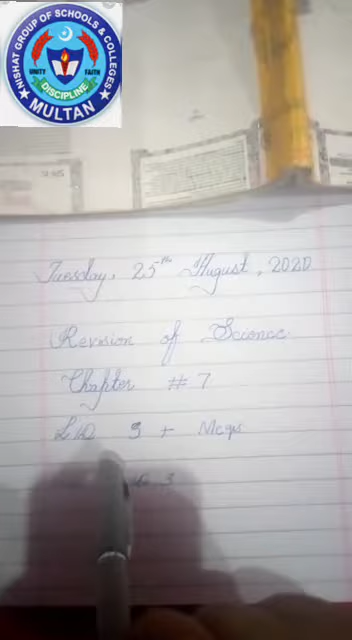 NISHAT GROUP OF SCHOOLS & COLLEGES
UNITY FAITH
DISCIPLINE
MULTAN
Tuesday, 25th August, 2020
Revision of Science
Chapter # 7
+ Mcqs
3